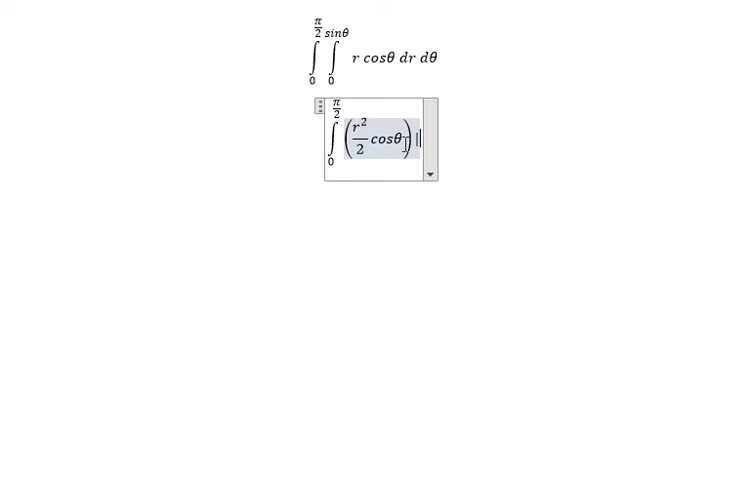 ∫₀^(π/2) ∫₀^(sinθ) r cosθ dr dθ
∫₀^(π/2) (r²/2 cosθ) |